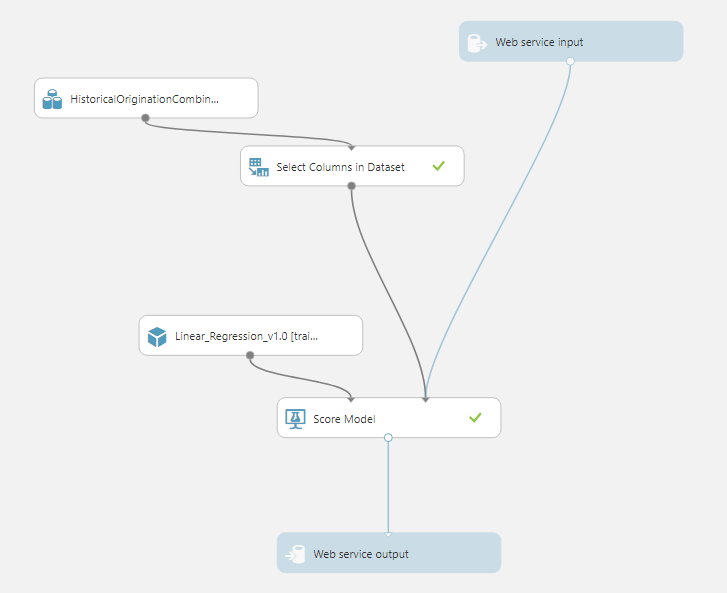 Web service input
HistoricalOriginationCombin...
Select Columns in Dataset
Linear_Regression_v1.0 [trai...
Score Model
Web service output